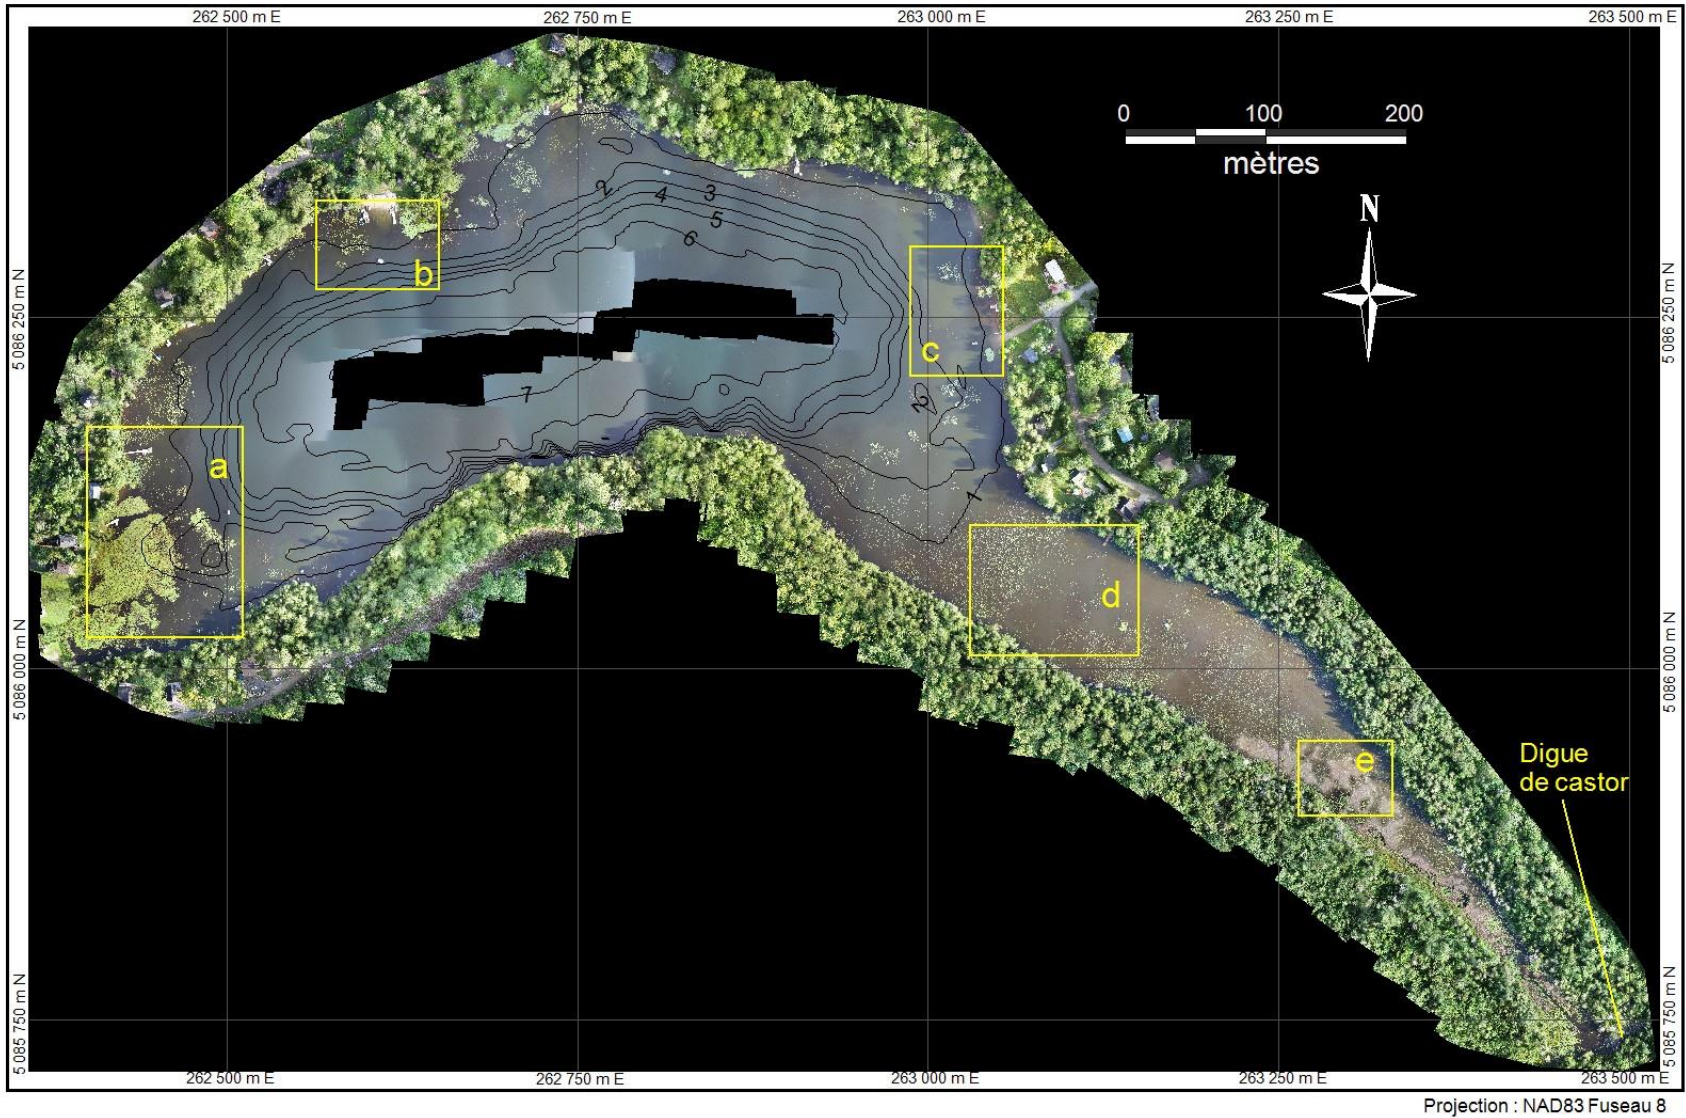 262 500 m E
262 750 m E
263 000 m E
263 250 m E
263 500 m E
0 100 200
mètres
N
2
3
4
5
6
b
5 086 250 m N
5 086 250 m N
c
7
2
a
1
d
5 086 000 m N
5 086 000 m N
e
Digue
de castor
5 085 750 m N
5 085 750 m N
262 500 m E
262 750 m E
263 000 m E
263 250 m E
263 500 m E
Projection : NAD83 Fuseau 8